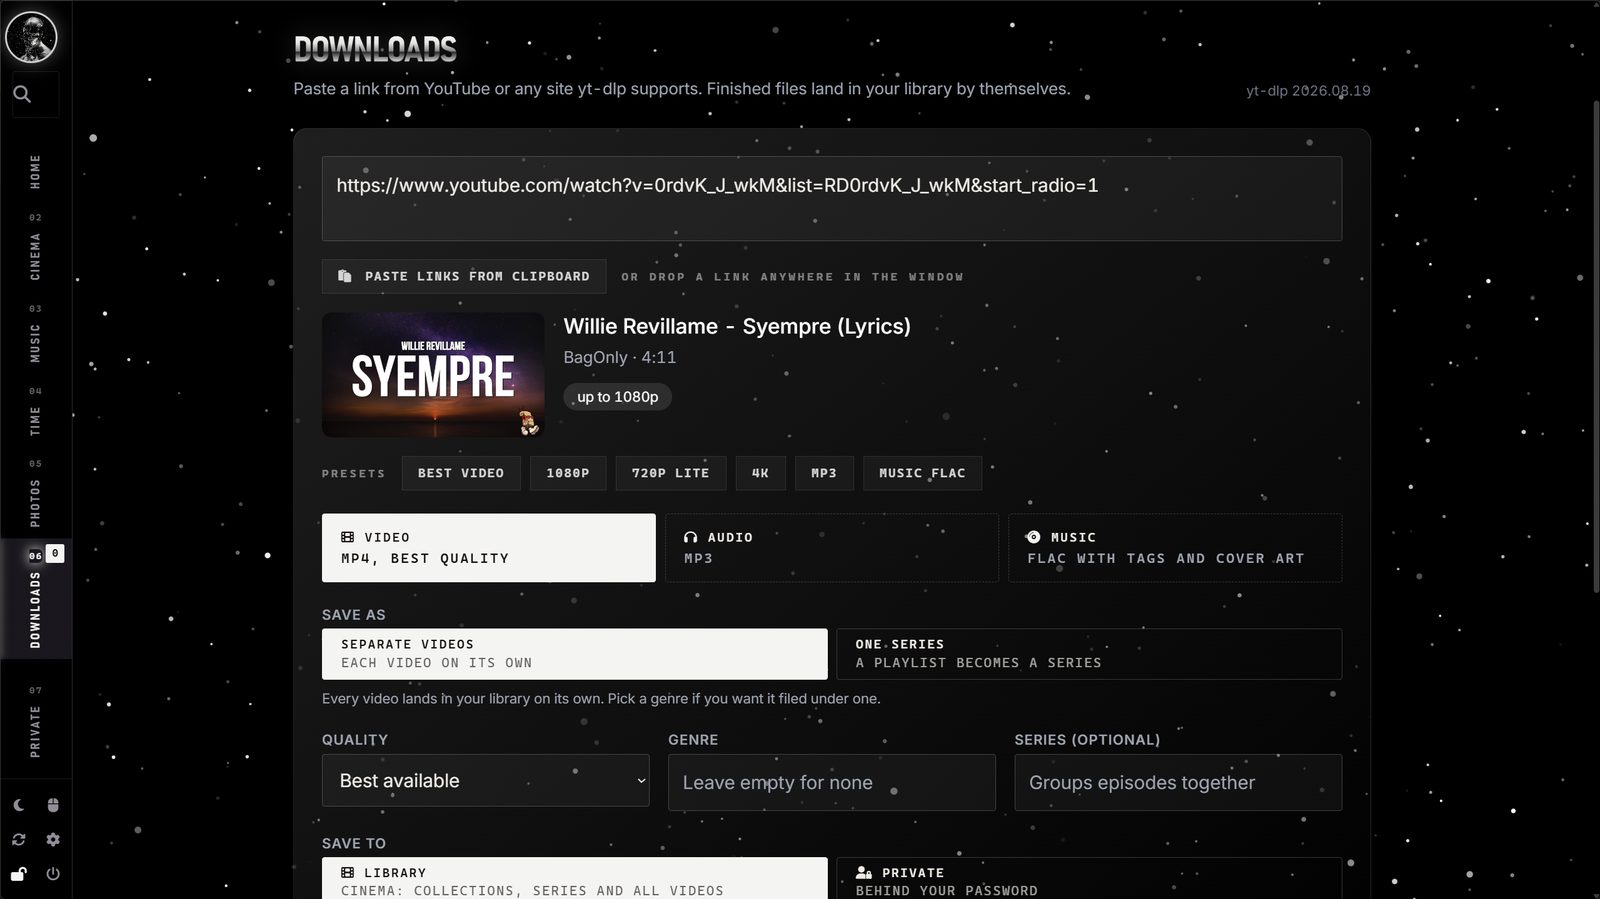 DOWNLOADS
Paste a link from YouTube or any site yt-dlp supports. Finished files land in your library by themselves.
yt-dlp 2026.08.19
https://www.youtube.com/watch?v=0rdvK_J_wkM&list=RD0rdvK_J_wkM&start_radio=1
PASTE LINKS FROM CLIPBOARD
OR DROP A LINK ANYWHERE IN THE WINDOW
WILLIE REVILLAME
SYEMPRE
Willie Revillame - Syempre (Lyrics)
BagOnly · 4:11
up to 1080p
PRESETS
BEST VIDEO
1080P
720P LITE
4K
MP3
MUSIC FLAC
VIDEO
MP4, BEST QUALITY
AUDIO
MP3
MUSIC
FLAC WITH TAGS AND COVER ART
SAVE AS
SEPARATE VIDEOS
EACH VIDEO ON ITS OWN
ONE SERIES
A PLAYLIST BECOMES A SERIES
Every video lands in your library on its own. Pick a genre if you want it filed under one.
QUALITY
Best available
GENRE
Leave empty for none
SERIES (OPTIONAL)
Groups episodes together
SAVE TO
LIBRARY
CINEMA: COLLECTIONS, SERIES AND ALL VIDEOS
PRIVATE
BEHIND YOUR PASSWORD
HOME
02
CINEMA
03
MUSIC
04
TIME
05
PHOTOS
06
0
DOWNLOADS
07
PRIVATE